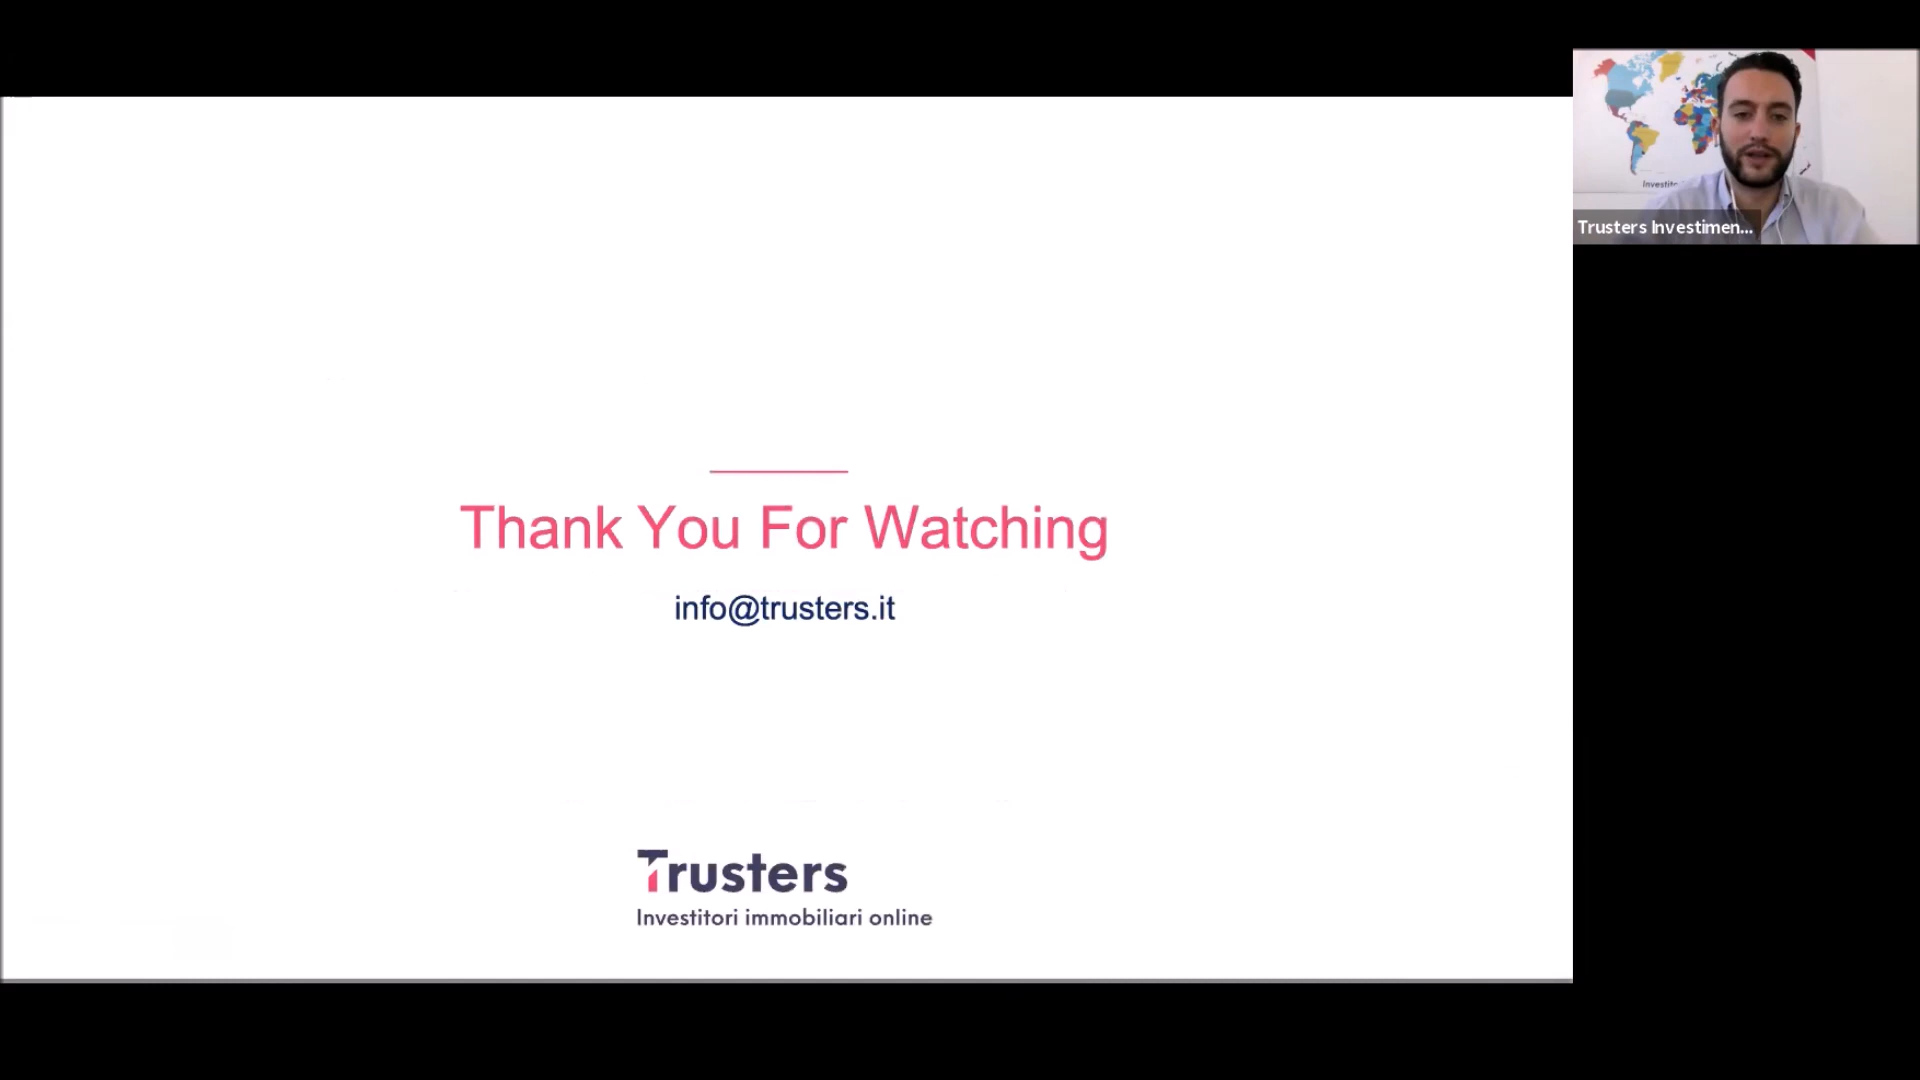 Thank You For Watching
info@trusters.it
Trusters
Investitori immobiliari online
Trusters Investimen...